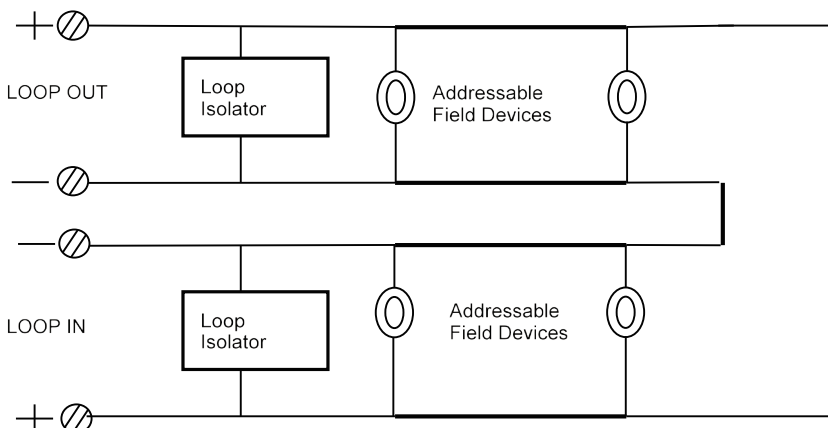 LOOP OUT
Loop
Isolator
Addressable
Field Devices
LOOP IN
Loop
Isolator
Addressable
Field Devices